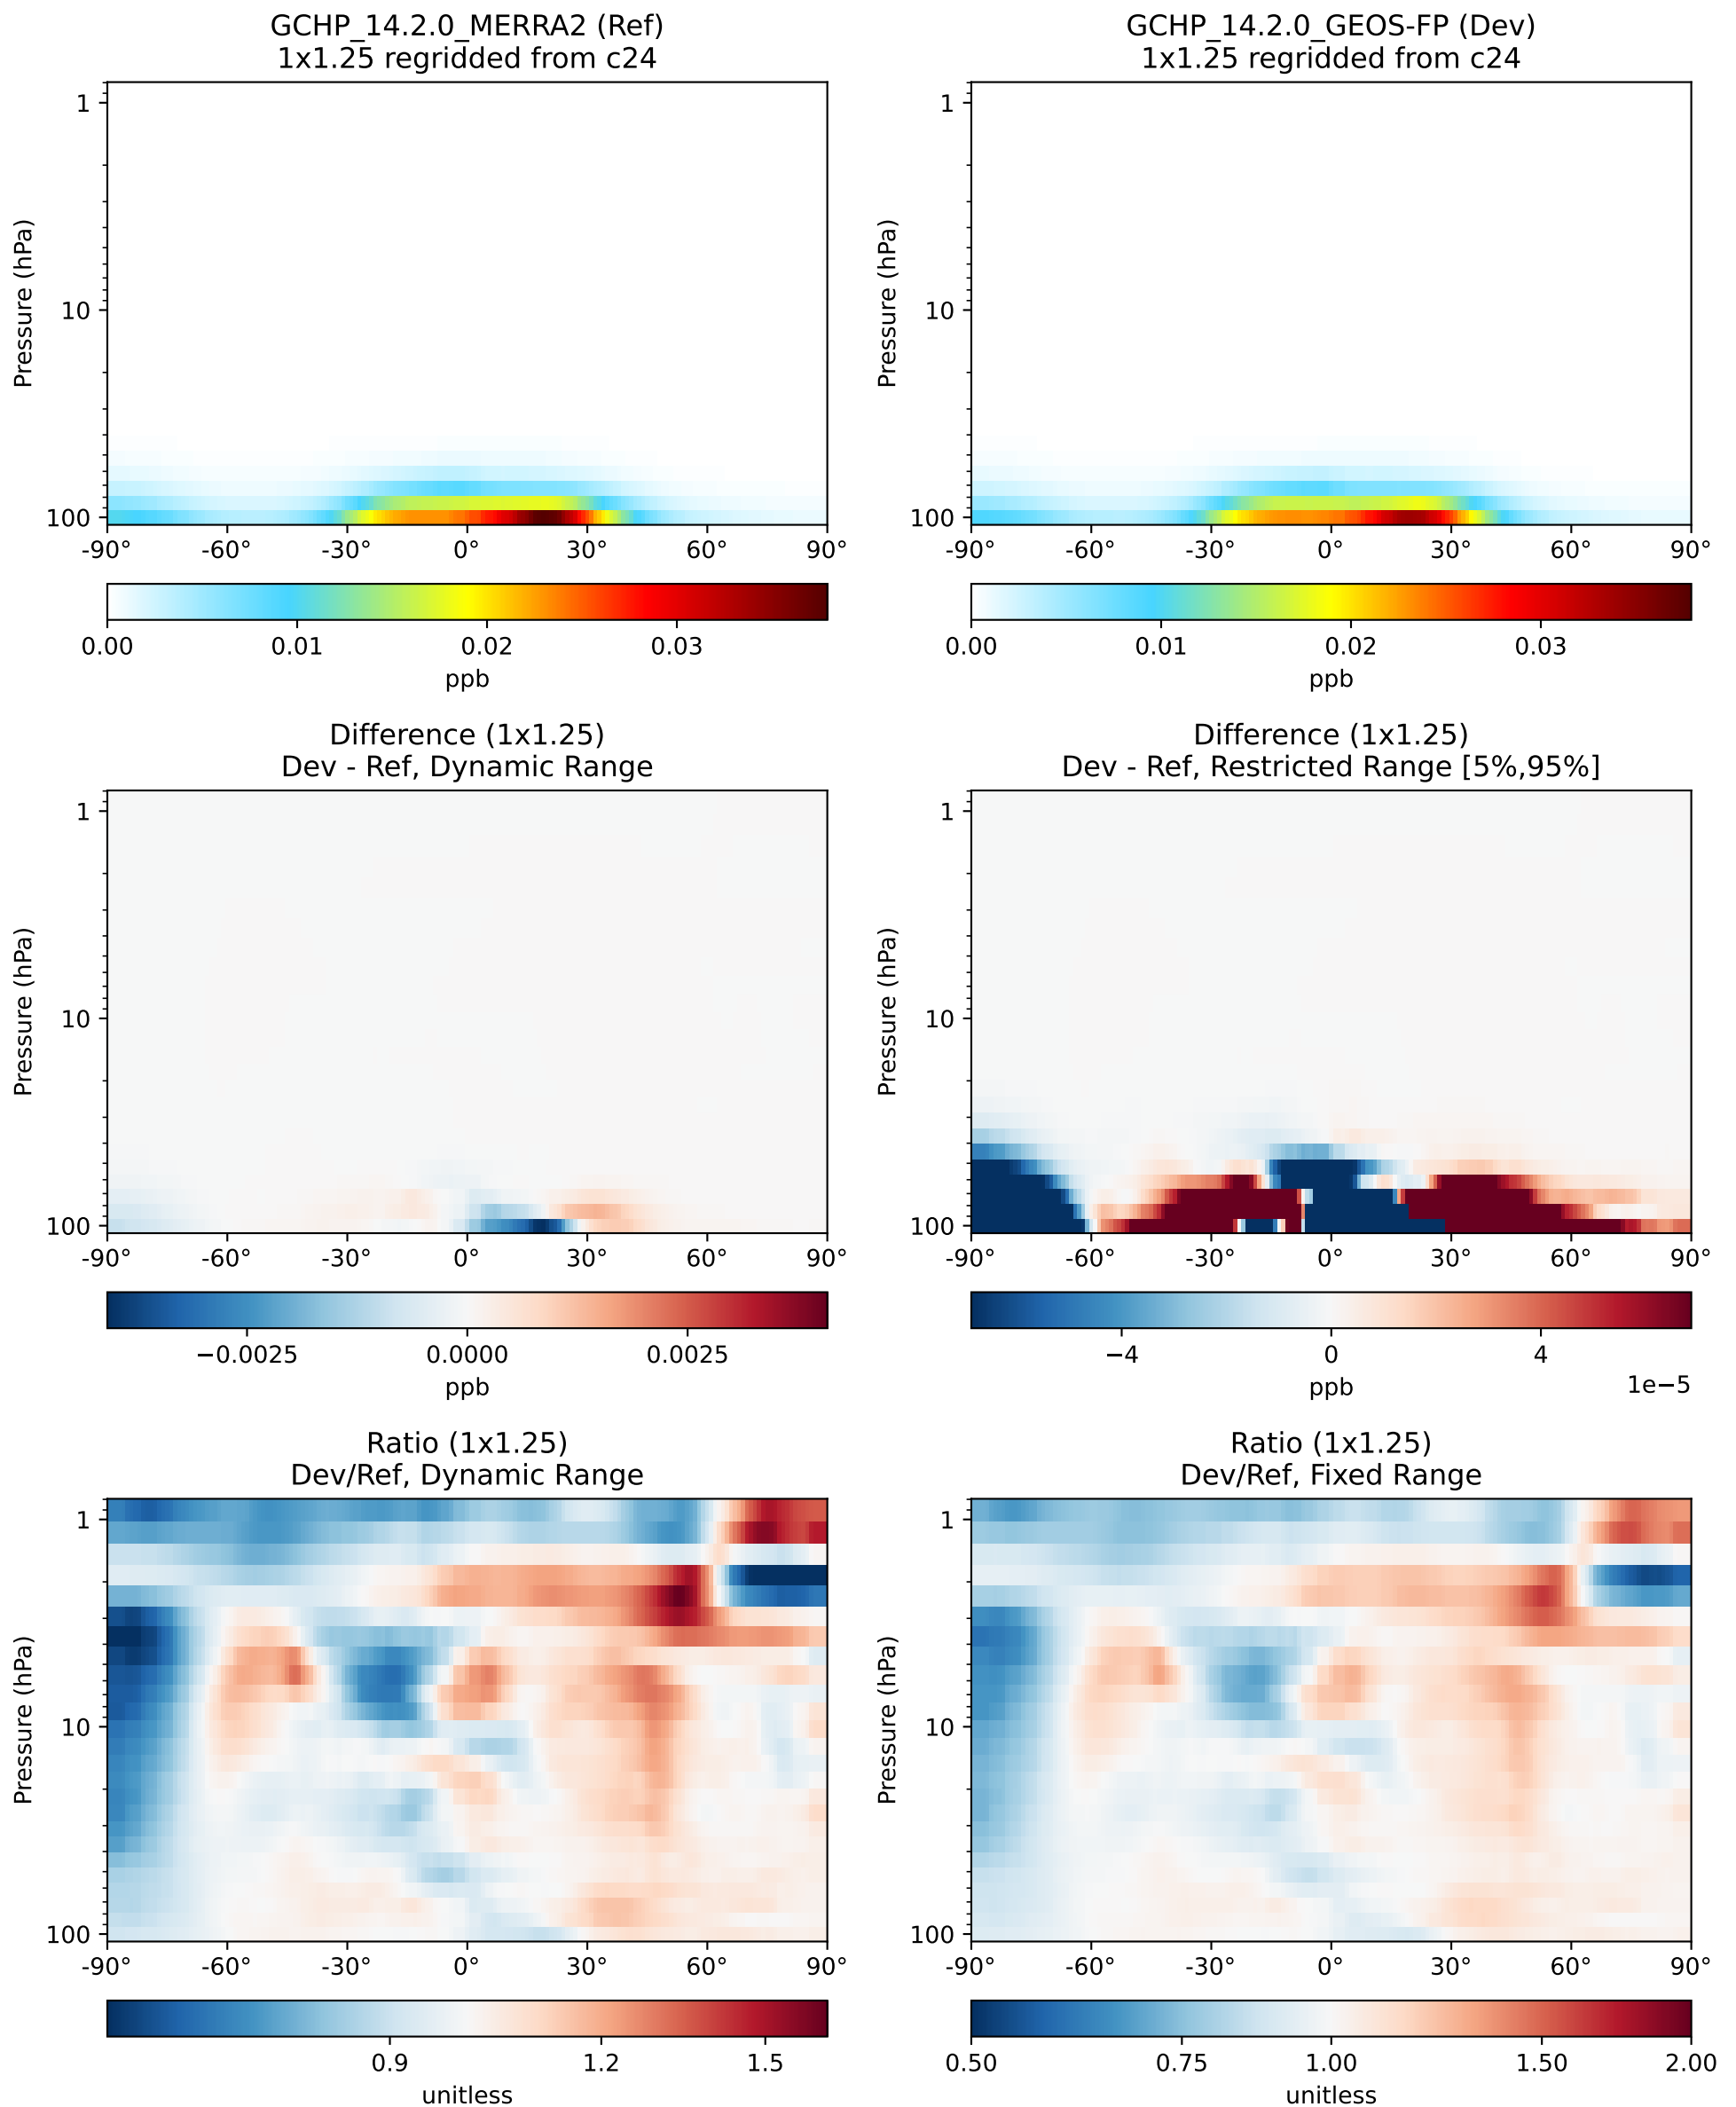 GCHP_14.2.0_MERRA2 (Ref)
1x1.25 regridded from c24
Pressure (hPa)
1
10
100
-90° -60° -30° 0° 30° 60° 90°
0.00 0.01 0.02 0.03
ppb
GCHP_14.2.0_GEOS-FP (Dev)
1x1.25 regridded from c24
Pressure (hPa)
1
10
100
-90° -60° -30° 0° 30° 60° 90°
0.00 0.01 0.02 0.03
ppb
Difference (1x1.25)
Dev - Ref, Dynamic Range
Pressure (hPa)
1
10
100
-90° -60° -30° 0° 30° 60° 90°
−0.0025 0.0000 0.0025
ppb
Difference (1x1.25)
Dev - Ref, Restricted Range [5%,95%]
Pressure (hPa)
1
10
100
-90° -60° -30° 0° 30° 60° 90°
−4 0 4
ppb
1e−5
Ratio (1x1.25)
Dev/Ref, Dynamic Range
Pressure (hPa)
1
10
100
-90° -60° -30° 0° 30° 60° 90°
0.9 1.2 1.5
unitless
Ratio (1x1.25)
Dev/Ref, Fixed Range
Pressure (hPa)
1
10
100
-90° -60° -30° 0° 30° 60° 90°
0.50 0.75 1.00 1.50 2.00
unitless